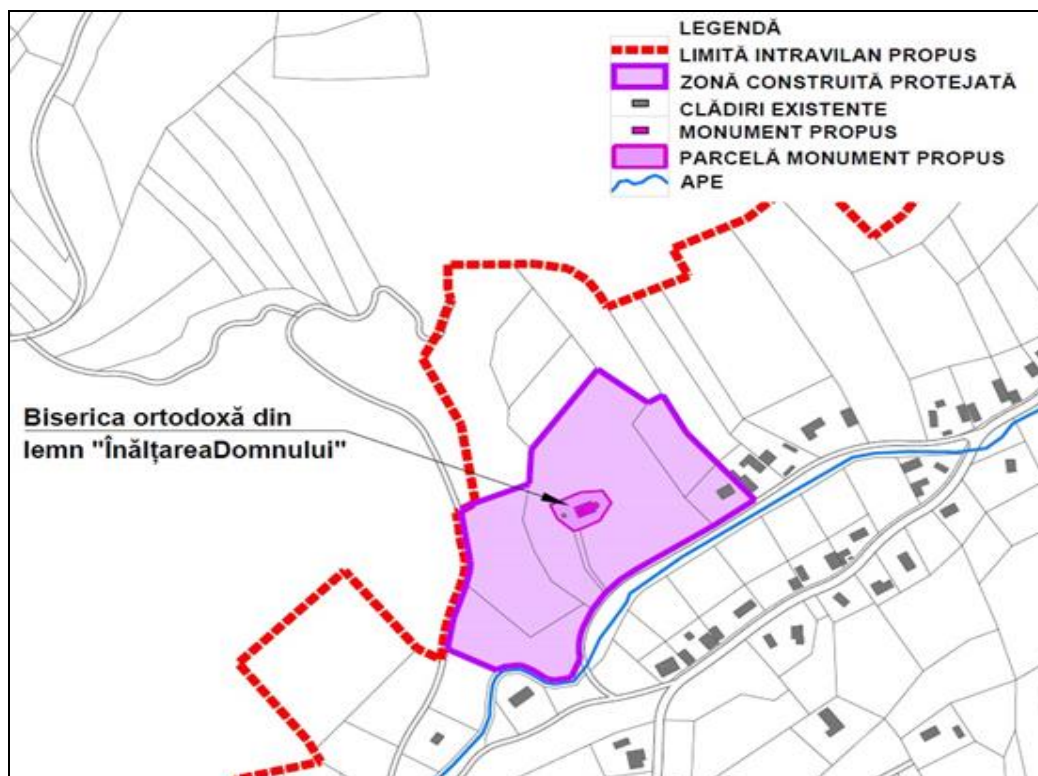 LEGENDĂ
LIMITĂ INTRAVILAN PROPUS
ZONĂ CONSTRUITĂ PROTEJATĂ
CLĂDIRI EXISTENTE
MONUMENT PROPUS
PARCELĂ MONUMENT PROPUS
APE
Biserica ortodoxă din
lemn "ÎnălțareaDomnului"